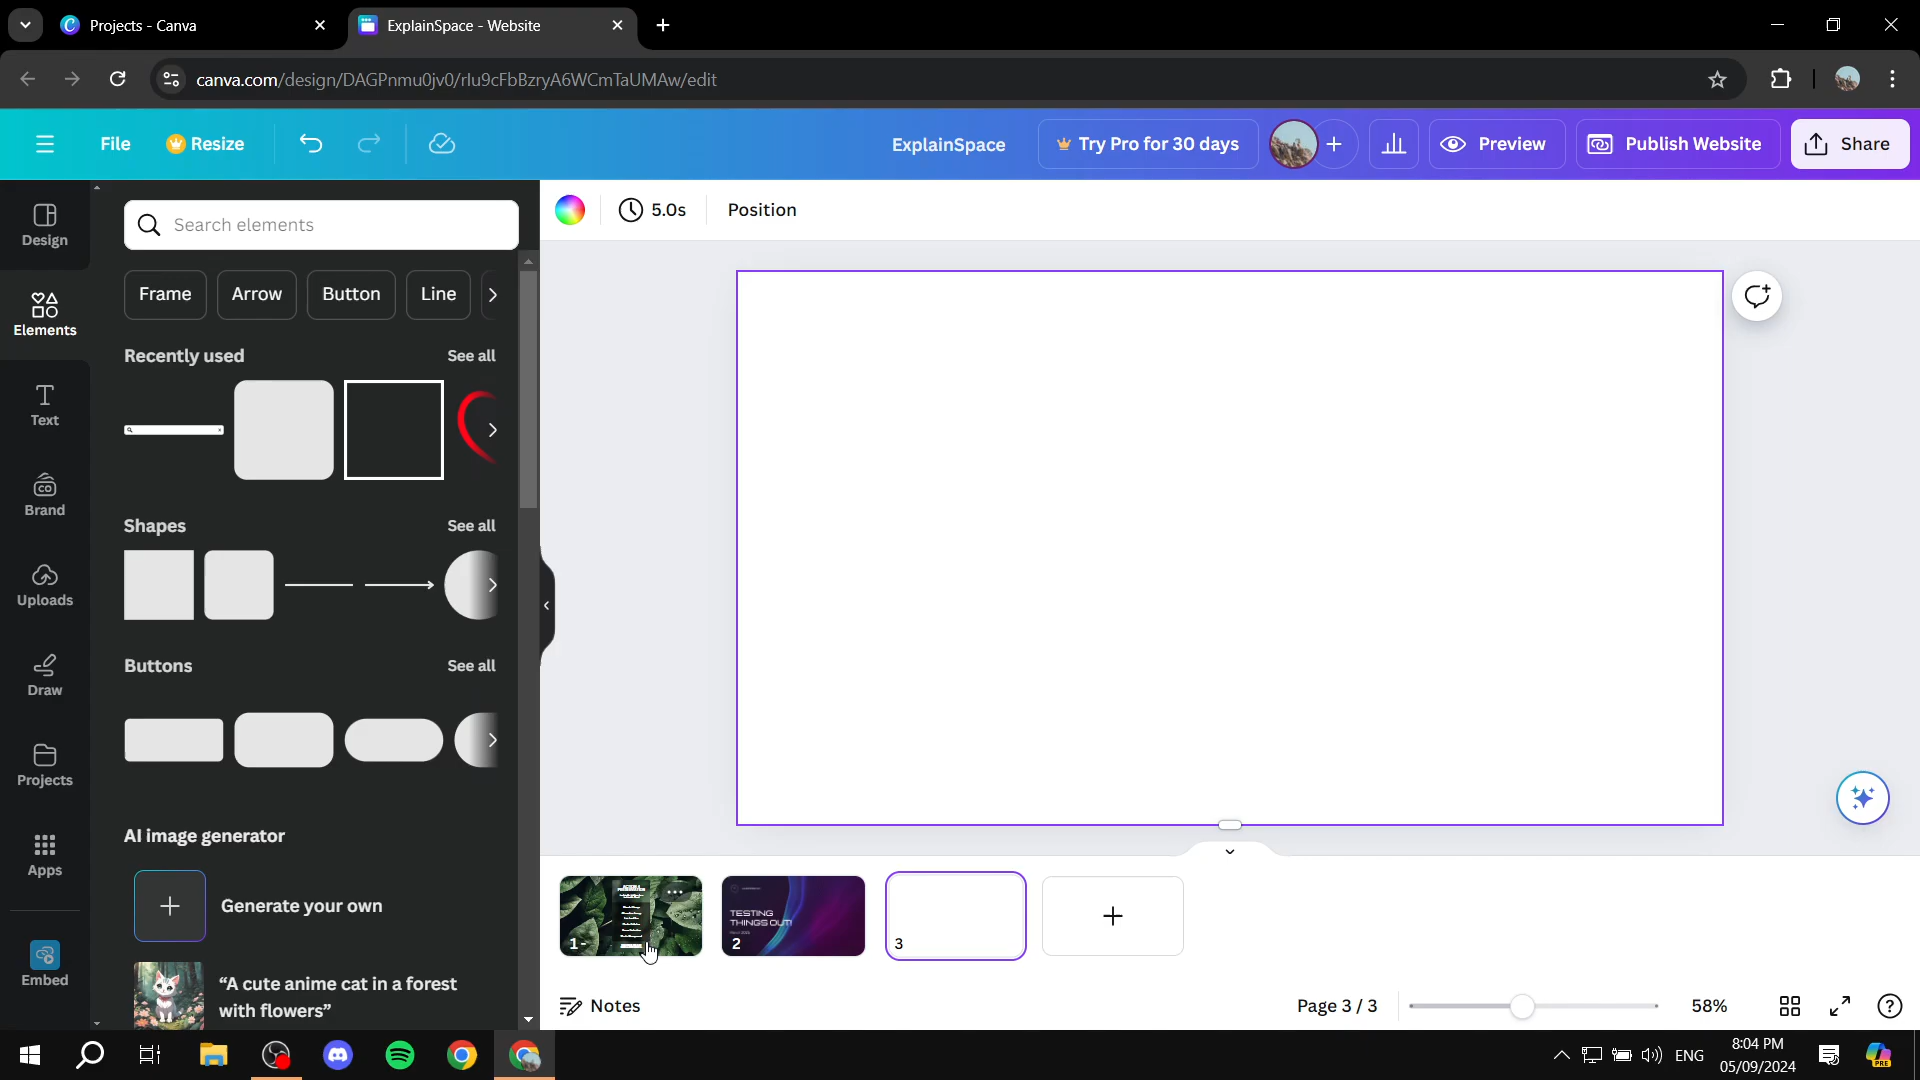 Projects - Canva
ExplainSpace - Website
canva.com/design/DAGPnmu0jv0/rIu9cFbBzryA6WCmTaUMAw/edit
File
Resize
ExplainSpace
Try Pro for 30 days
Preview
Publish Website
Share
Design
Elements
Text
Brand
Uploads
Draw
Projects
Apps
Embed
Search elements
Frame
Arrow
Button
Line
Recently used
See all
Shapes
See all
Buttons
See all
AI image generator
Generate your own
“A cute anime cat in a forest
with flowers”
5.0s
Position
1
TESTING
THINGS OUT!
2
3
Notes
Page 3 / 3
58%
ENG
8:04 PM
05/09/2024
PRE